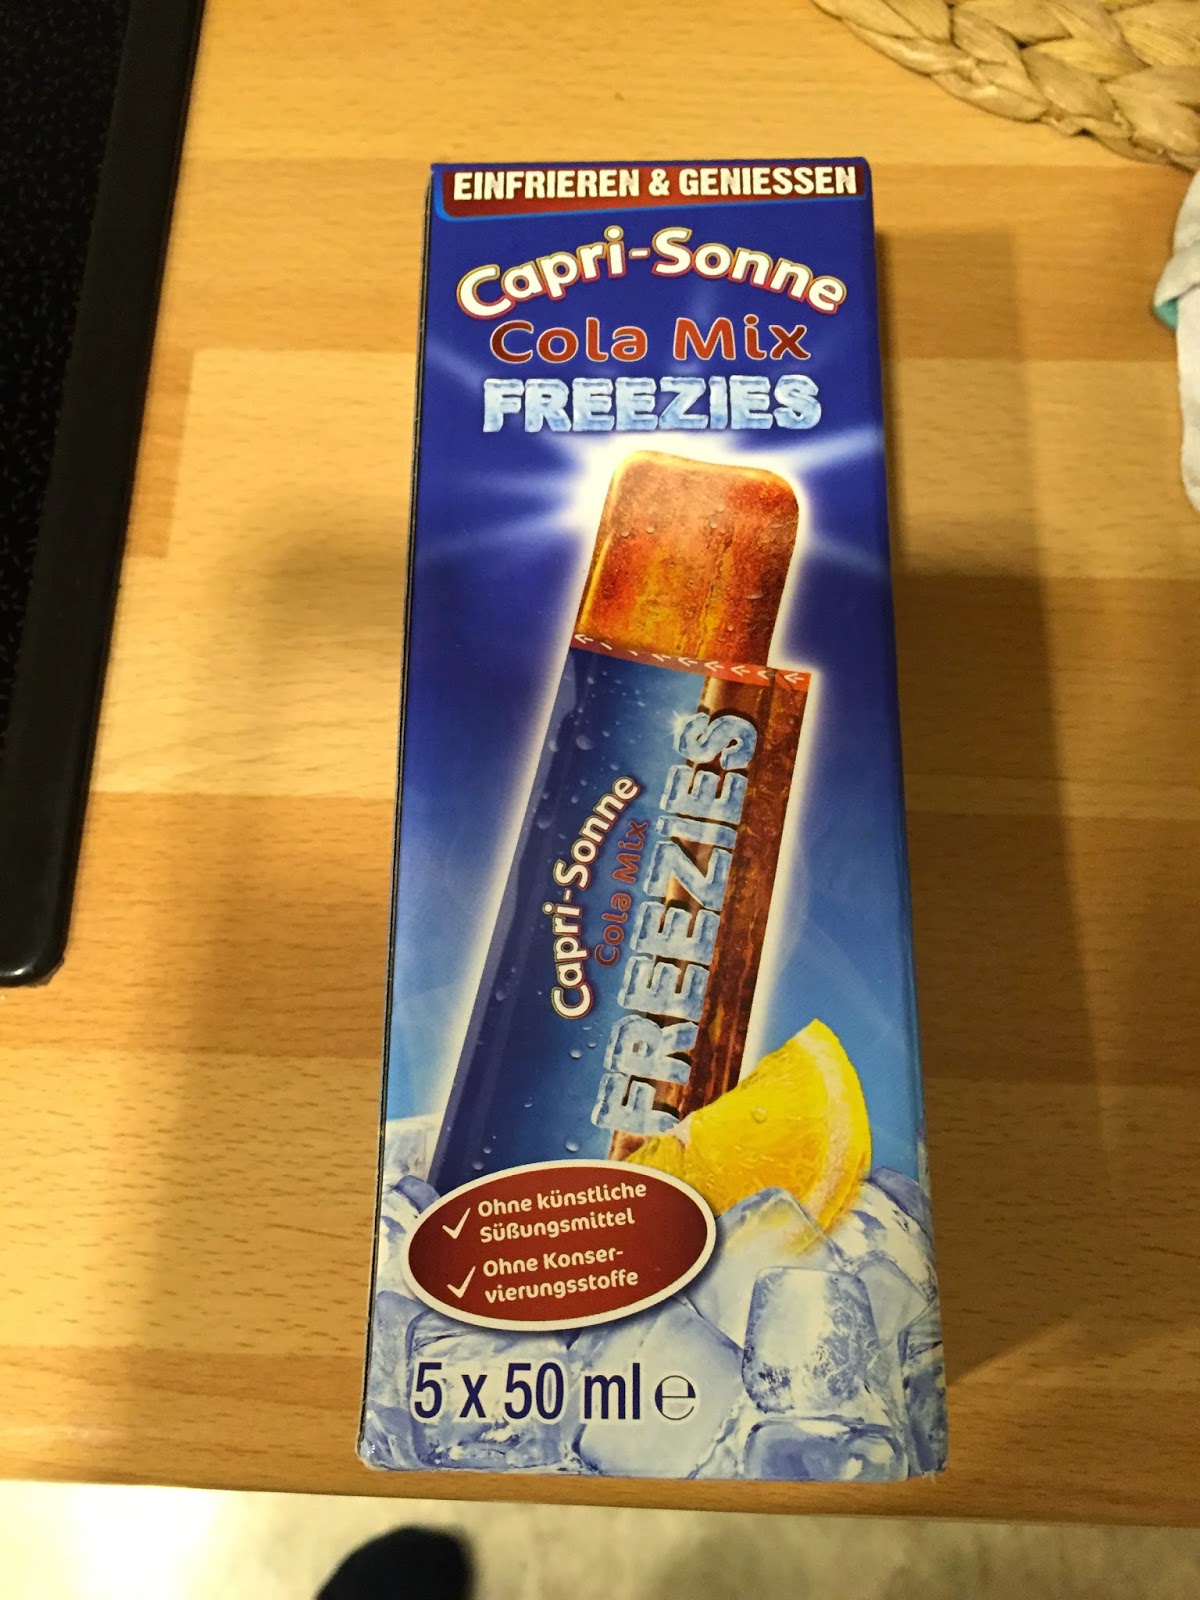 EINFRIEREN & GENIESSEN
Capri-Sonne
Cola Mix
FREEZIES
Capri-Sonne
Cola Mix
FREEZIES
Ohne künstliche
Süßungsmittel
Ohne Konser-
vierungsstoffe
5 x 50 ml ℮